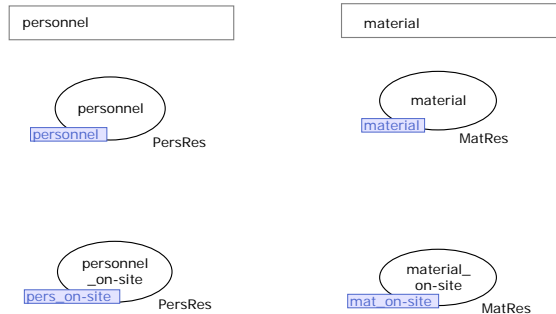 personnel
material
personnel
personnel
PersRes
material
material
MatRes
personnel
_on-site
pers_on-site
PersRes
material_
on-site
mat_on-site
MatRes